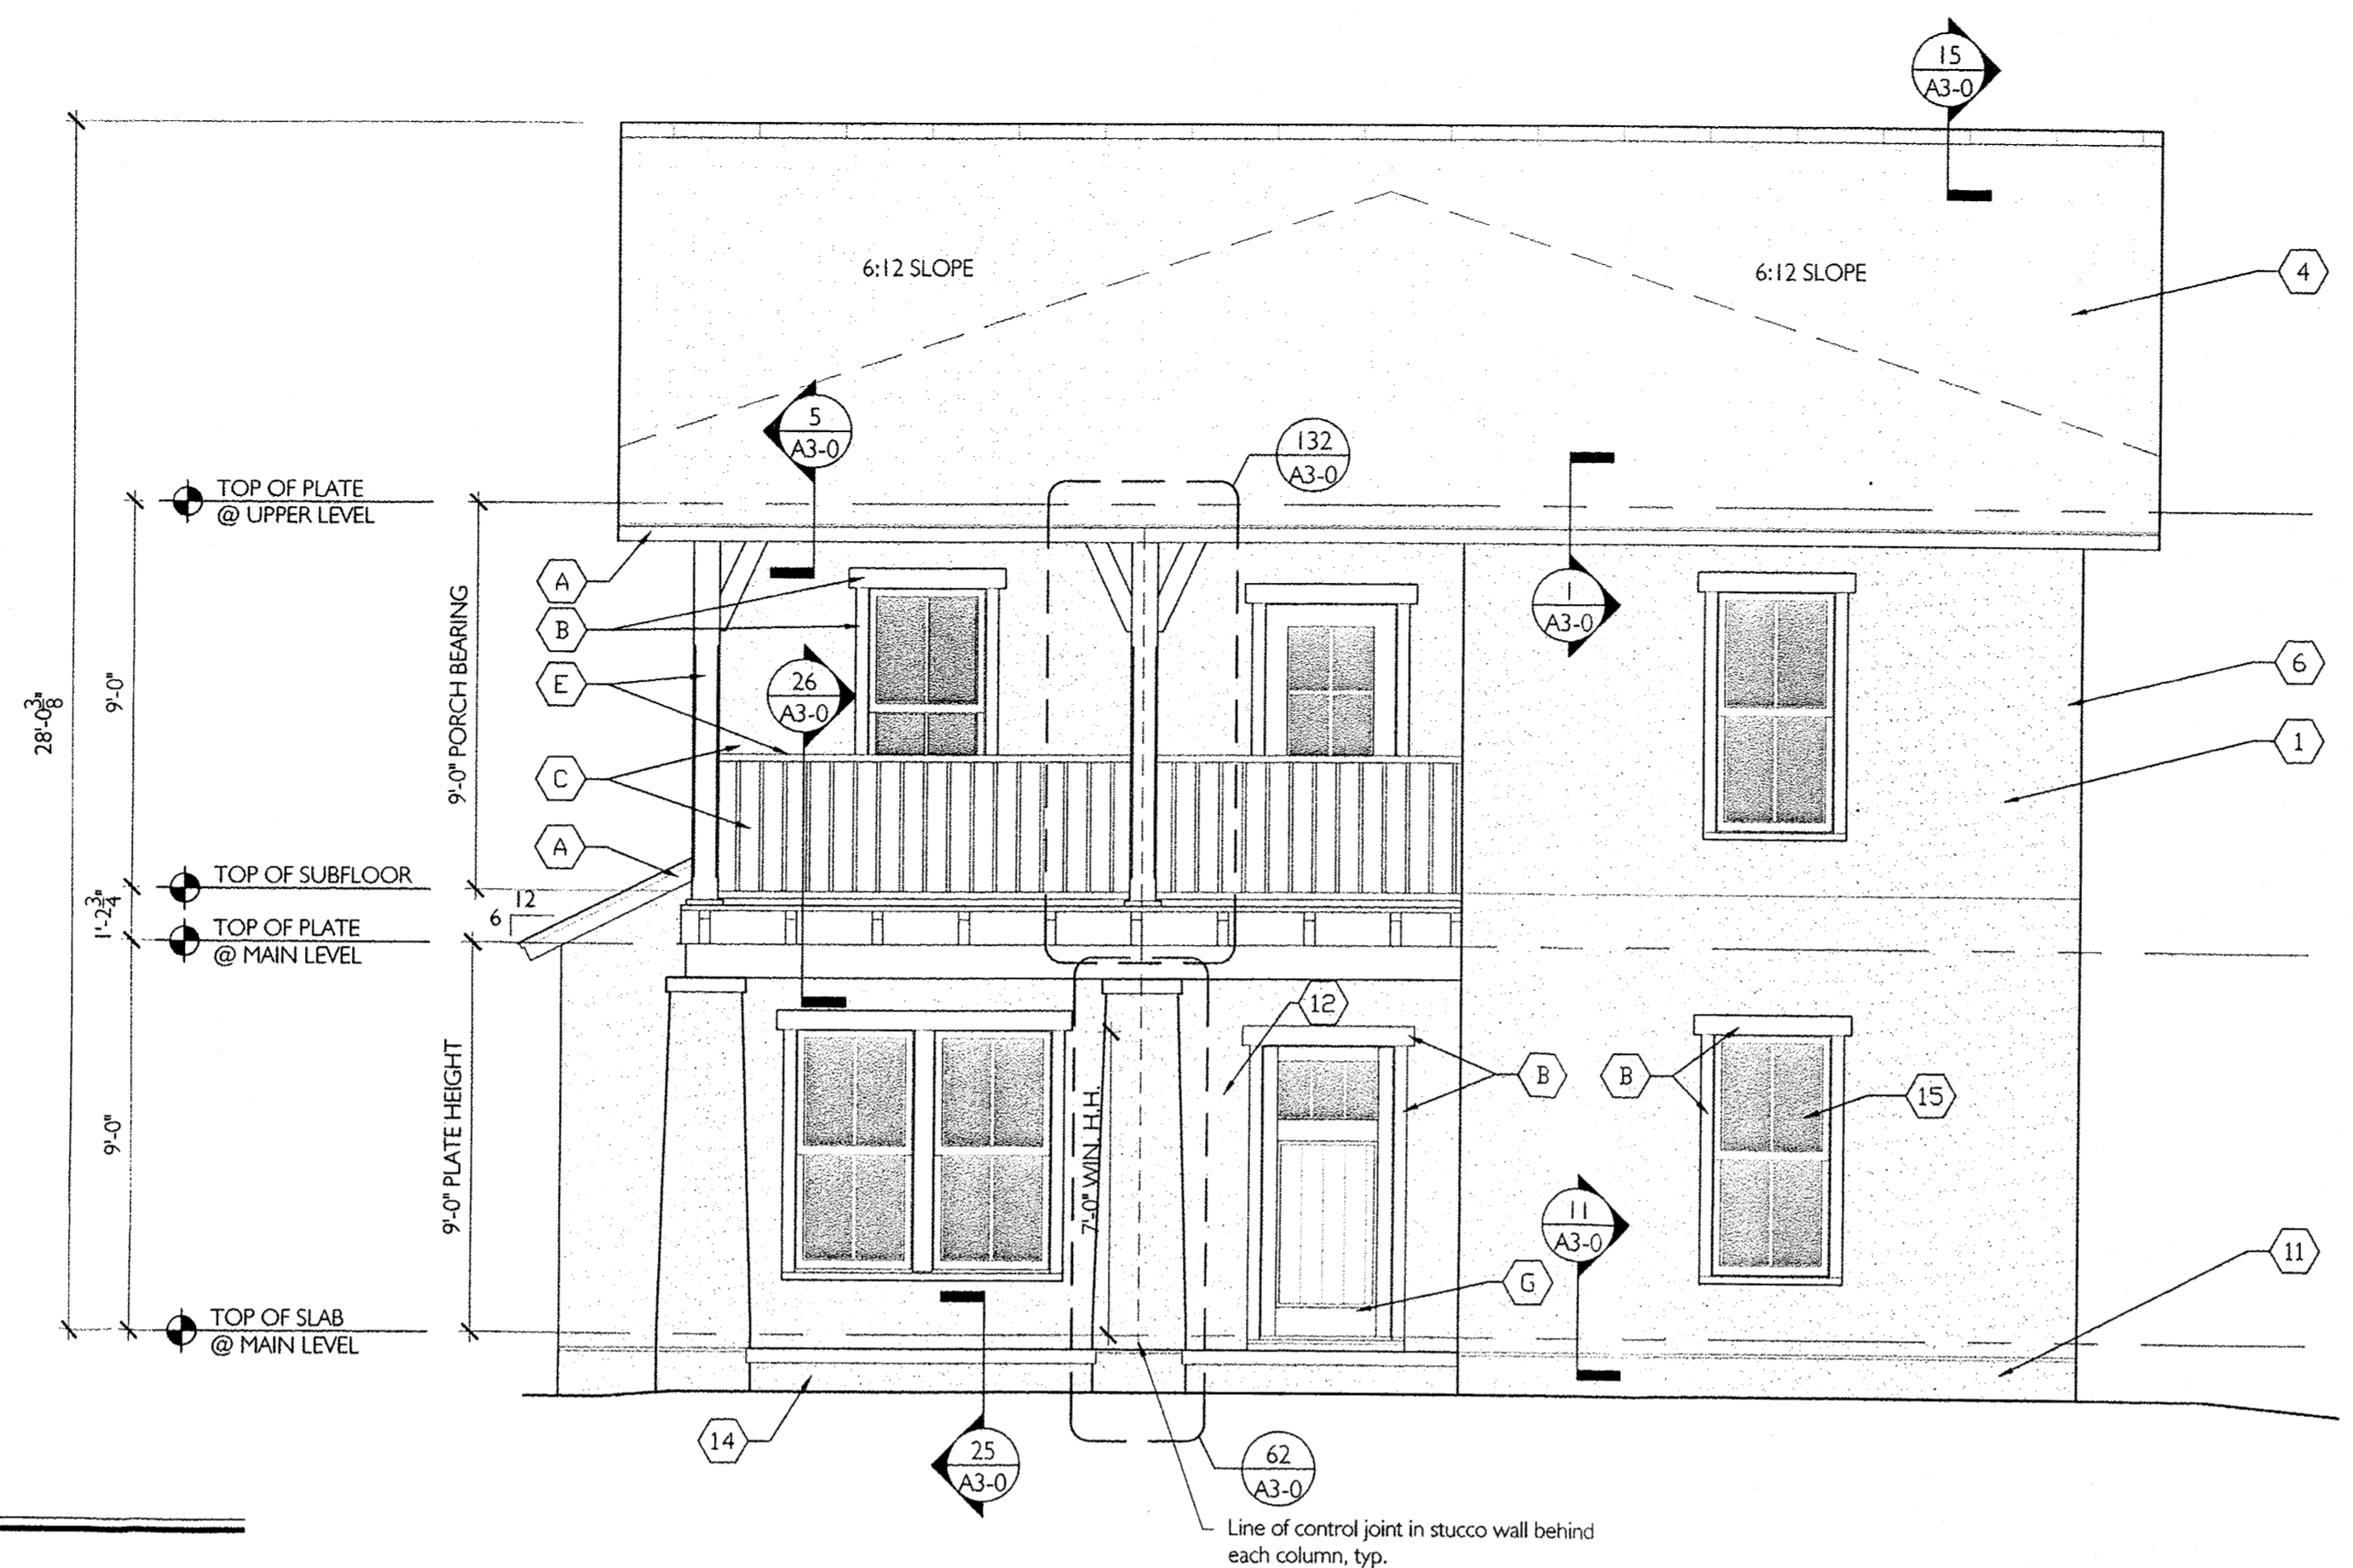 15
A3-0
6:12 SLOPE
6:12 SLOPE
4
5
A3-0
132
A3-0
TOP OF PLATE
@ UPPER LEVEL
A
B
E
C
A
9'-0" PORCH BEARING
9'-0"
28'-0 3/8"
26
A3-0
1
A3-0
6
1
TOP OF SUBFLOOR
1'-2 3/4"
12
6
TOP OF PLATE
@ MAIN LEVEL
12
B
B
15
9'-0" PLATE HEIGHT
9'-0"
7'-0" WIN. H.H.
11
A3-0
G
11
TOP OF SLAB
@ MAIN LEVEL
14
25
A3-0
62
A3-0
Line of control joint in stucco wall behind
each column, typ.